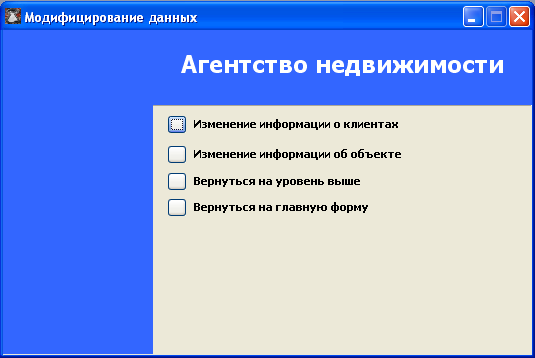 Модифицирование данных
Агентство недвижимости
Изменение информации о клиентах
Изменение информации об объекте
Вернуться на уровень выше
Вернуться на главную форму